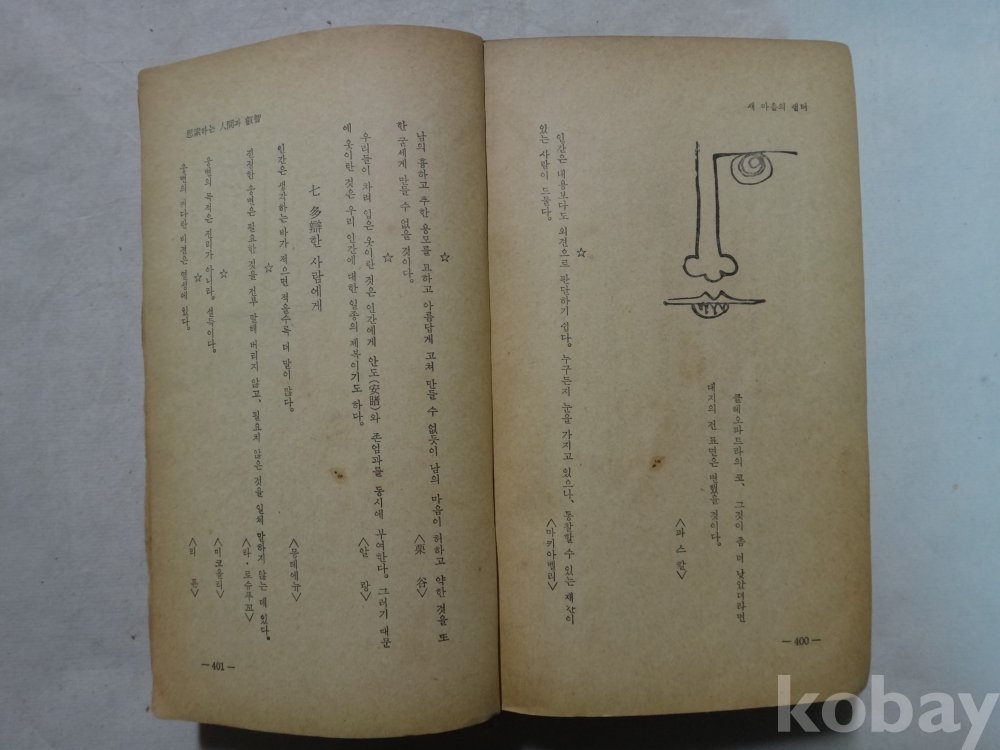 새 마을의 샘터
클레오파트라의 코, 그것이 좀 더 낮았더라면
대지의 전 표면은 변했을 것이다.
<파스칼>
☆
인간은 내용보다도 외견으로 판단하기 쉽다. 누구든지 눈을 가지고 있으나, 통찰할 수 있는 재간이
있는 사람이 드물다.
<마키아벨리>
—400—
☆
남의 흉하고 추한 용모를 고하고 아름답게 고쳐 만들 수 없듯이 남의 마음이 허하고 약한 것을 또
한 굳세게 만들 수 없을 것이다.
<栗 谷>
☆
우리들이 차려 입은 옷이란 것은 인간에게 안도(安堵)와 존엄과를 동시에 부여한다. 그러기 때문
에 옷이란 것은 우리 인간에 대한 일종의 제복이기도 하다.
<알 랑>
七 多辯한 사람에게
인간은 생각하는 바가 적으면 적을수록 더 말이 많다.
<몽테에뉴>
☆
진정한 웅변은 필요한 것을 전부 말해 버리지 않고, 필요치 않은 것을 일체 말하지 않는 데 있다.
<라・로슈푸꼬>
☆
웅변의 목적은 진리가 아니라, 설득이다.
<미코올리>
☆
웅변의 커다란 비결은 열성에 있다.
<리 튼>
思索하는 人間과 叡智
—401—
kobay